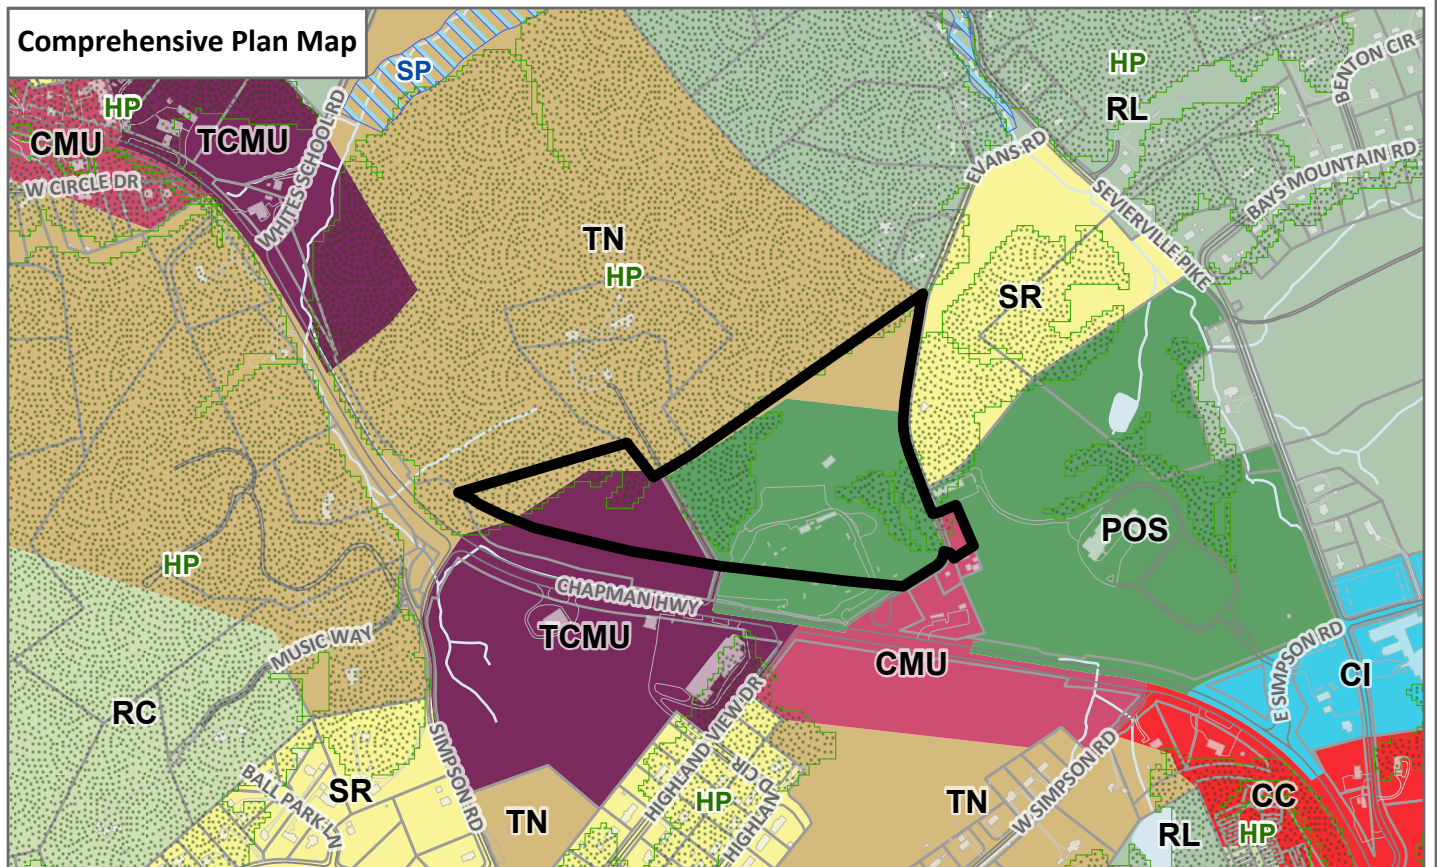 Comprehensive Plan Map
SP
HP
RL
BENTON CIR
HP
CMU
TCMU
WHITES SCHOOL RD
EVANS RD
BAYS MOUNTAIN RD
W CIRCLE DR
SEVIERVILLE PIKE
TN
HP
SR
POS
HP
CHAPMAN HWY
TCMU
MUSIC WAY
CMU
E SIMPSON RD
CI
RC
SIMPSON RD
HIGHLAND VIEW DR
W SIMPSON RD
SR
BALL PARK LN
HIGHLAND CIR
HP
TN
TN
CC
HP
RL